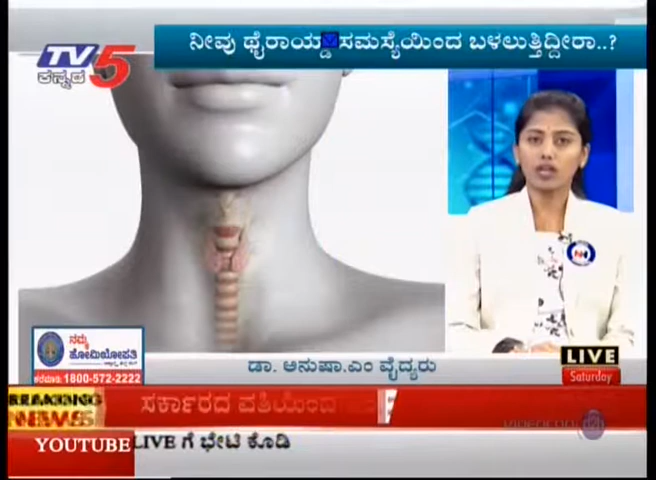 ನೀವು ಥೈರಾಯ್ಡ ಸಮಸ್ಯೆಯಿಂದ ಬಳಲುತ್ತಿದ್ದೀರಾ..?
TV5
ಕನ್ನಡ
ನಮ್ಮ
ಹೋಮಿಯೋಪತಿ
1800-572-2222
ಡಾ. ಅನುಷಾ.ಎಂ ವೈದ್ಯರು
LIVE
Saturday
BREAKING
NEWS
ಸರ್ಕಾರದ ವತಿಯಿಂದ
YOUTUBE LIVE ಗೆ ಭೇಟಿ ಕೊಡಿ